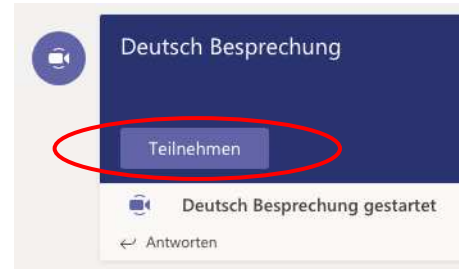 Deutsch Besprechung
Teilnehmen
Deutsch Besprechung gestartet
Antworten